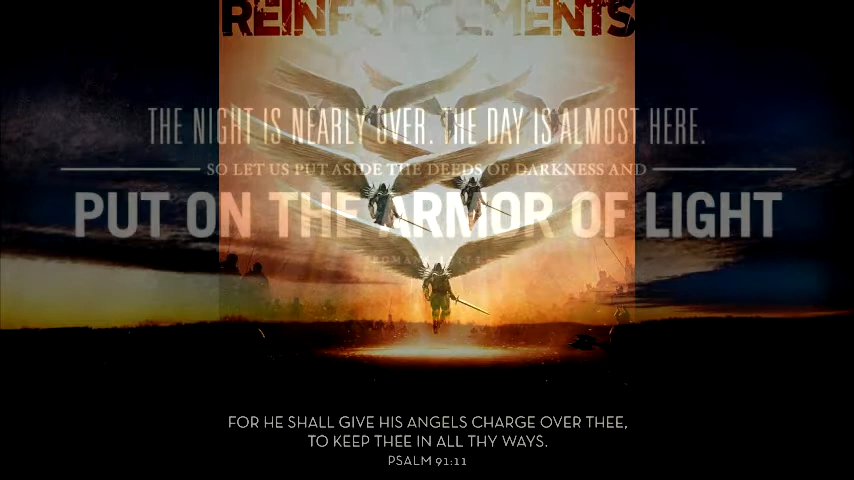 REINFORCEMENTS
THE NIGHT IS NEARLY OVER. THE DAY IS ALMOST HERE.
SO LET US PUT ASIDE THE DEEDS OF DARKNESS AND
PUT ON THE ARMOR OF LIGHT
FOR HE SHALL GIVE HIS ANGELS CHARGE OVER THEE,
TO KEEP THEE IN ALL THY WAYS.
PSALM 91:11